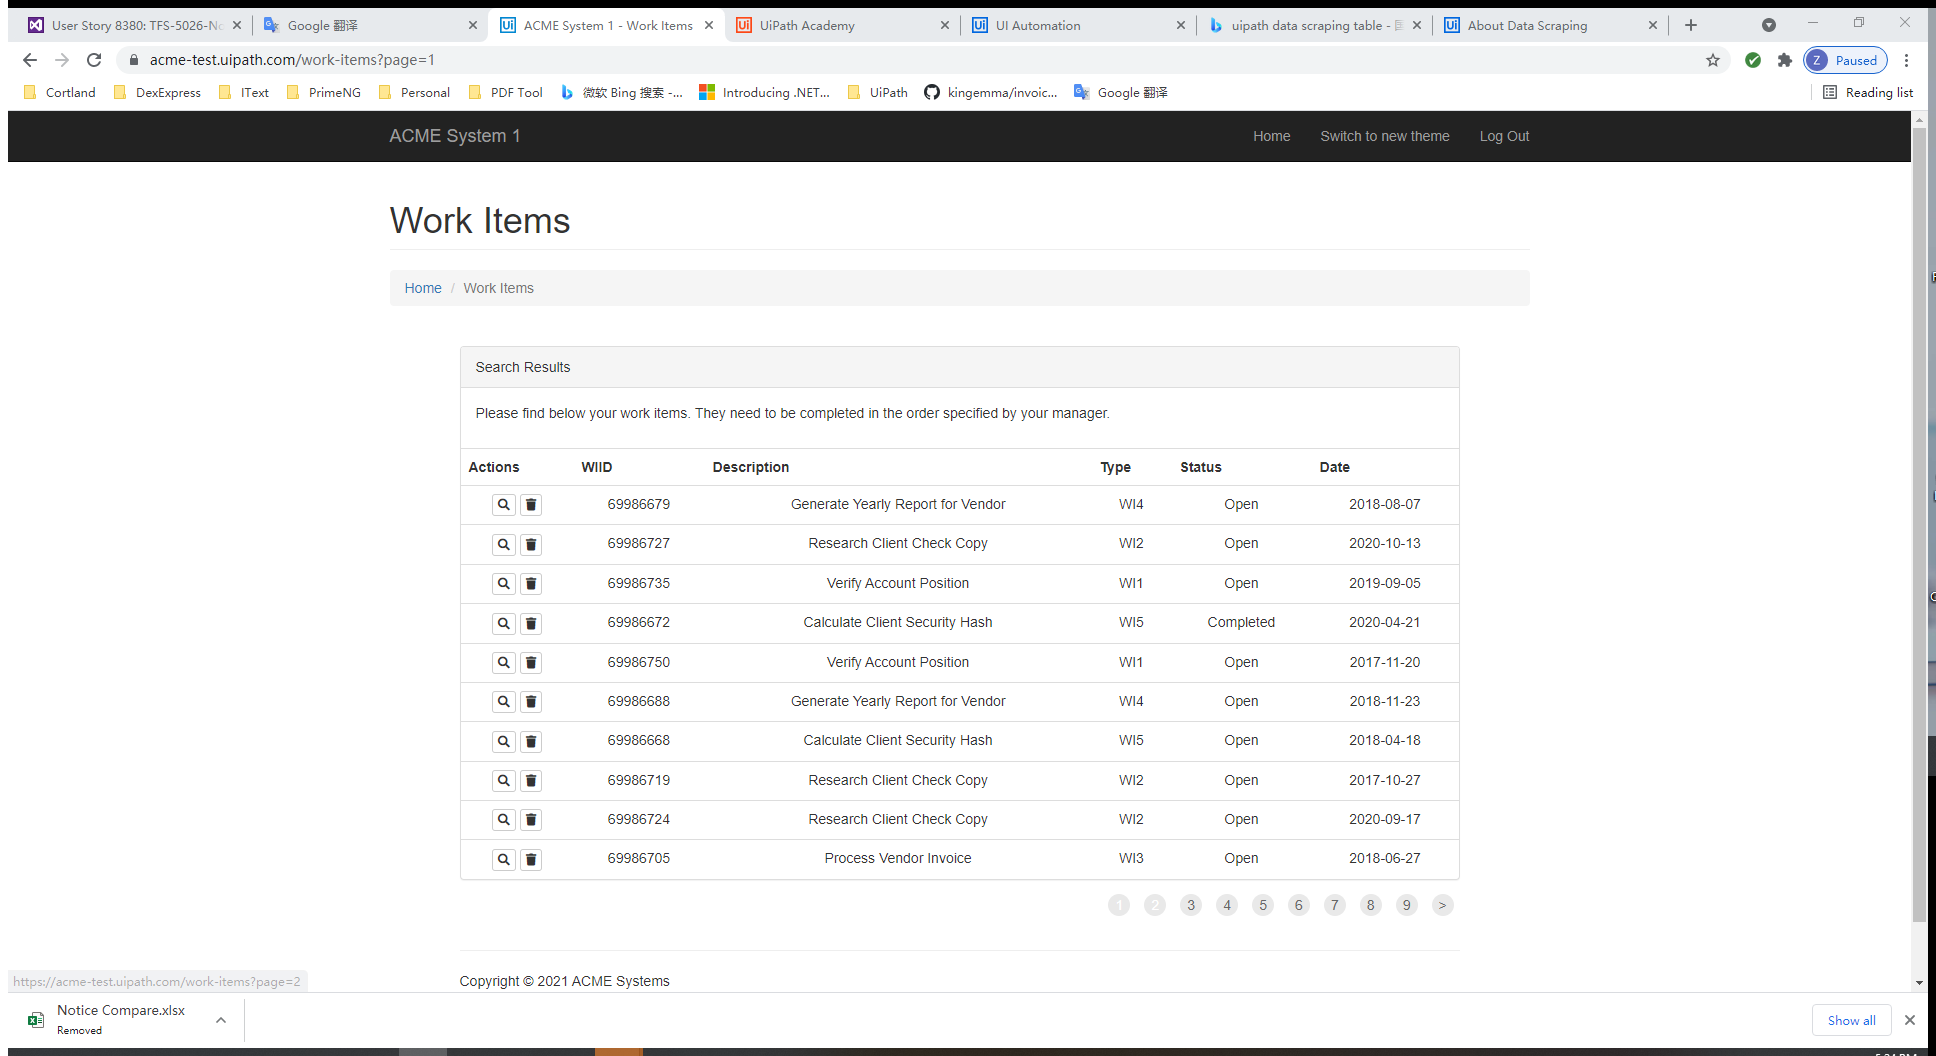 User Story 8380: TFS-5026-Nc
Google 翻译
ACME System 1 - Work Items
UiPath Academy
UI Automation
uipath data scraping table -
About Data Scraping
acme-test.uipath.com/work-items?page=1
Z Paused
Cortland
DexExpress
IText
PrimeNG
Personal
PDF Tool
微软 Bing 搜索 -...
Introducing .NET...
UiPath
kingemma/invoic...
Google 翻译
Reading list
ACME System 1
Home
Switch to new theme
Log Out
Work Items
Home / Work Items
Search Results
Please find below your work items. They need to be completed in the order specified by your manager.
Actions WIID Description Type Status Date
69986679 Generate Yearly Report for Vendor WI4 Open 2018-08-07
69986727 Research Client Check Copy WI2 Open 2020-10-13
69986735 Verify Account Position WI1 Open 2019-09-05
69986672 Calculate Client Security Hash WI5 Completed 2020-04-21
69986750 Verify Account Position WI1 Open 2017-11-20
69986688 Generate Yearly Report for Vendor WI4 Open 2018-11-23
69986668 Calculate Client Security Hash WI5 Open 2018-04-18
69986719 Research Client Check Copy WI2 Open 2017-10-27
69986724 Research Client Check Copy WI2 Open 2020-09-17
69986705 Process Vendor Invoice WI3 Open 2018-06-27
1 2 3 4 5 6 7 8 9 >
Copyright © 2021 ACME Systems
https://acme-test.uipath.com/work-items?page=2
Notice Compare.xlsx
Removed
Show all